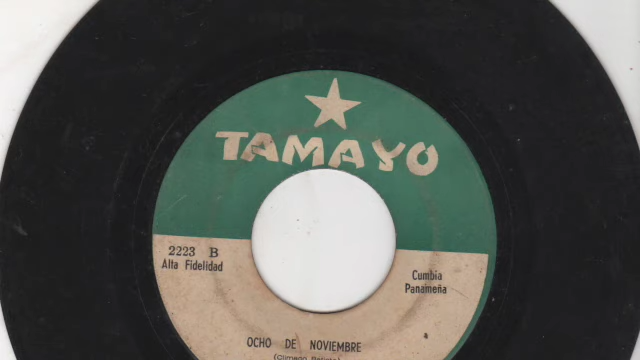 TAMAYO
2223 B
Alta Fidelidad
Cumbia
Panameña
OCHO DE NOVIEMBRE